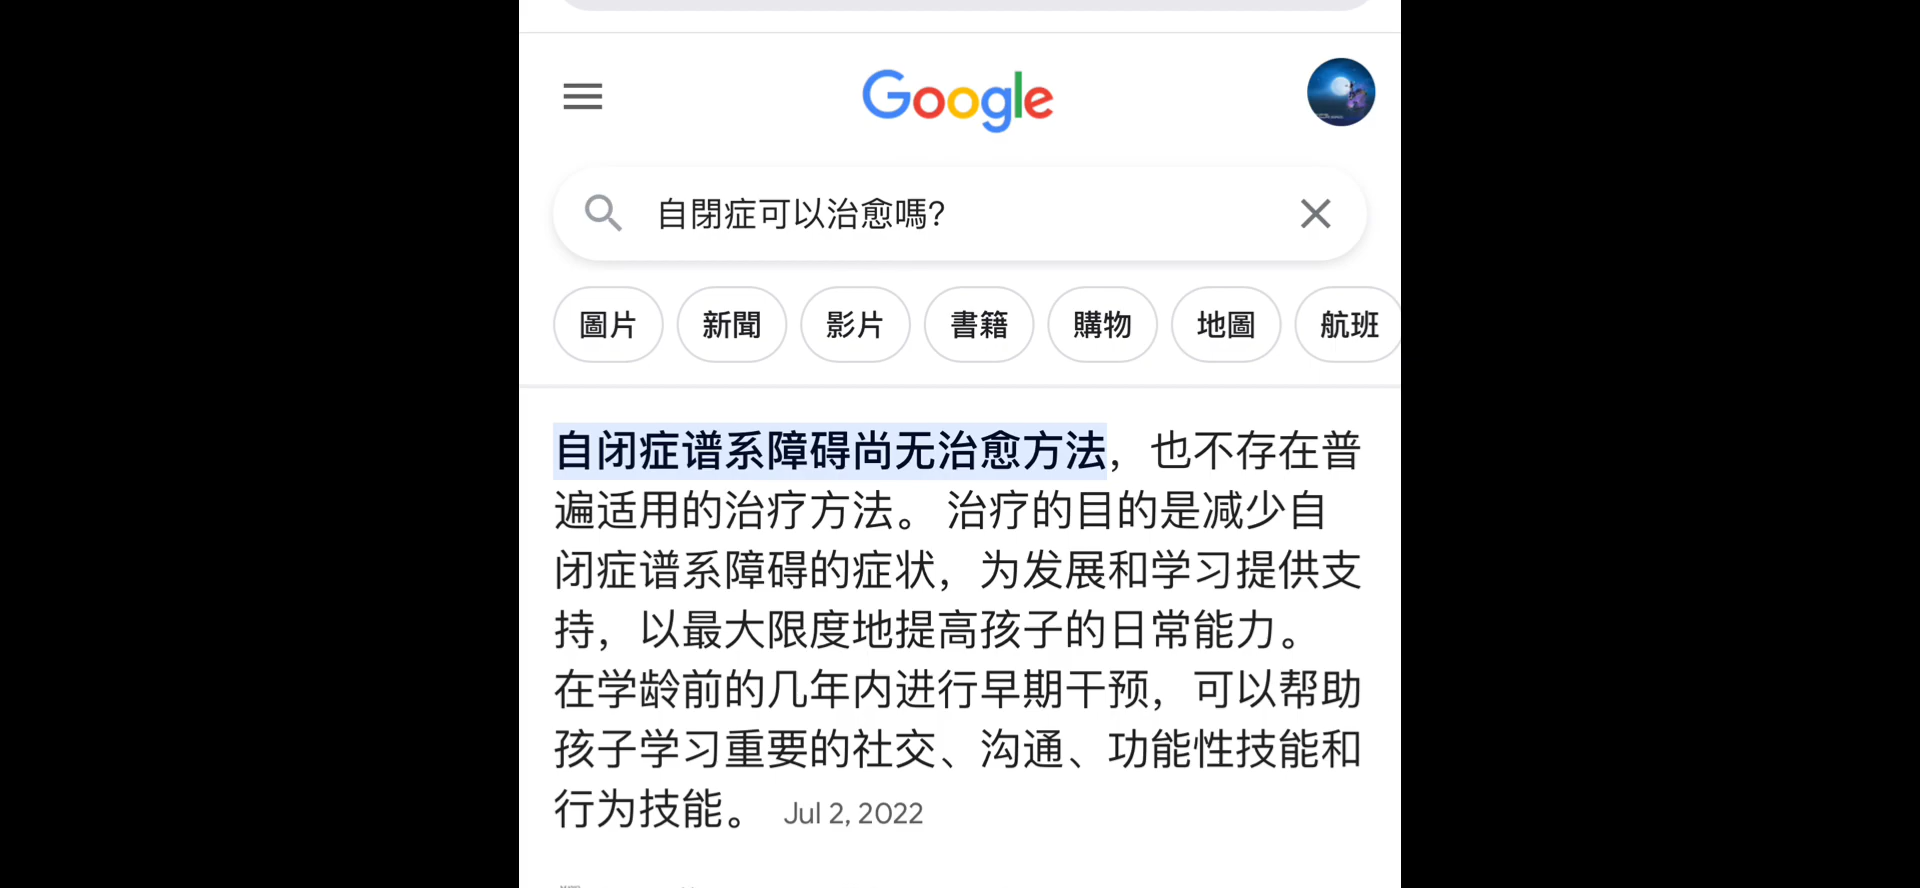 Google
自閉症可以治愈嗎?
圖片 新聞 影片 書籍 購物 地圖 航班
自闭症谱系障碍尚无治愈方法，也不存在普
遍适用的治疗方法。 治疗的目的是减少自
闭症谱系障碍的症状，为发展和学习提供支
持，以最大限度地提高孩子的日常能力。
在学龄前的几年内进行早期干预，可以帮助
孩子学习重要的社交、沟通、功能性技能和
行为技能。 Jul 2, 2022